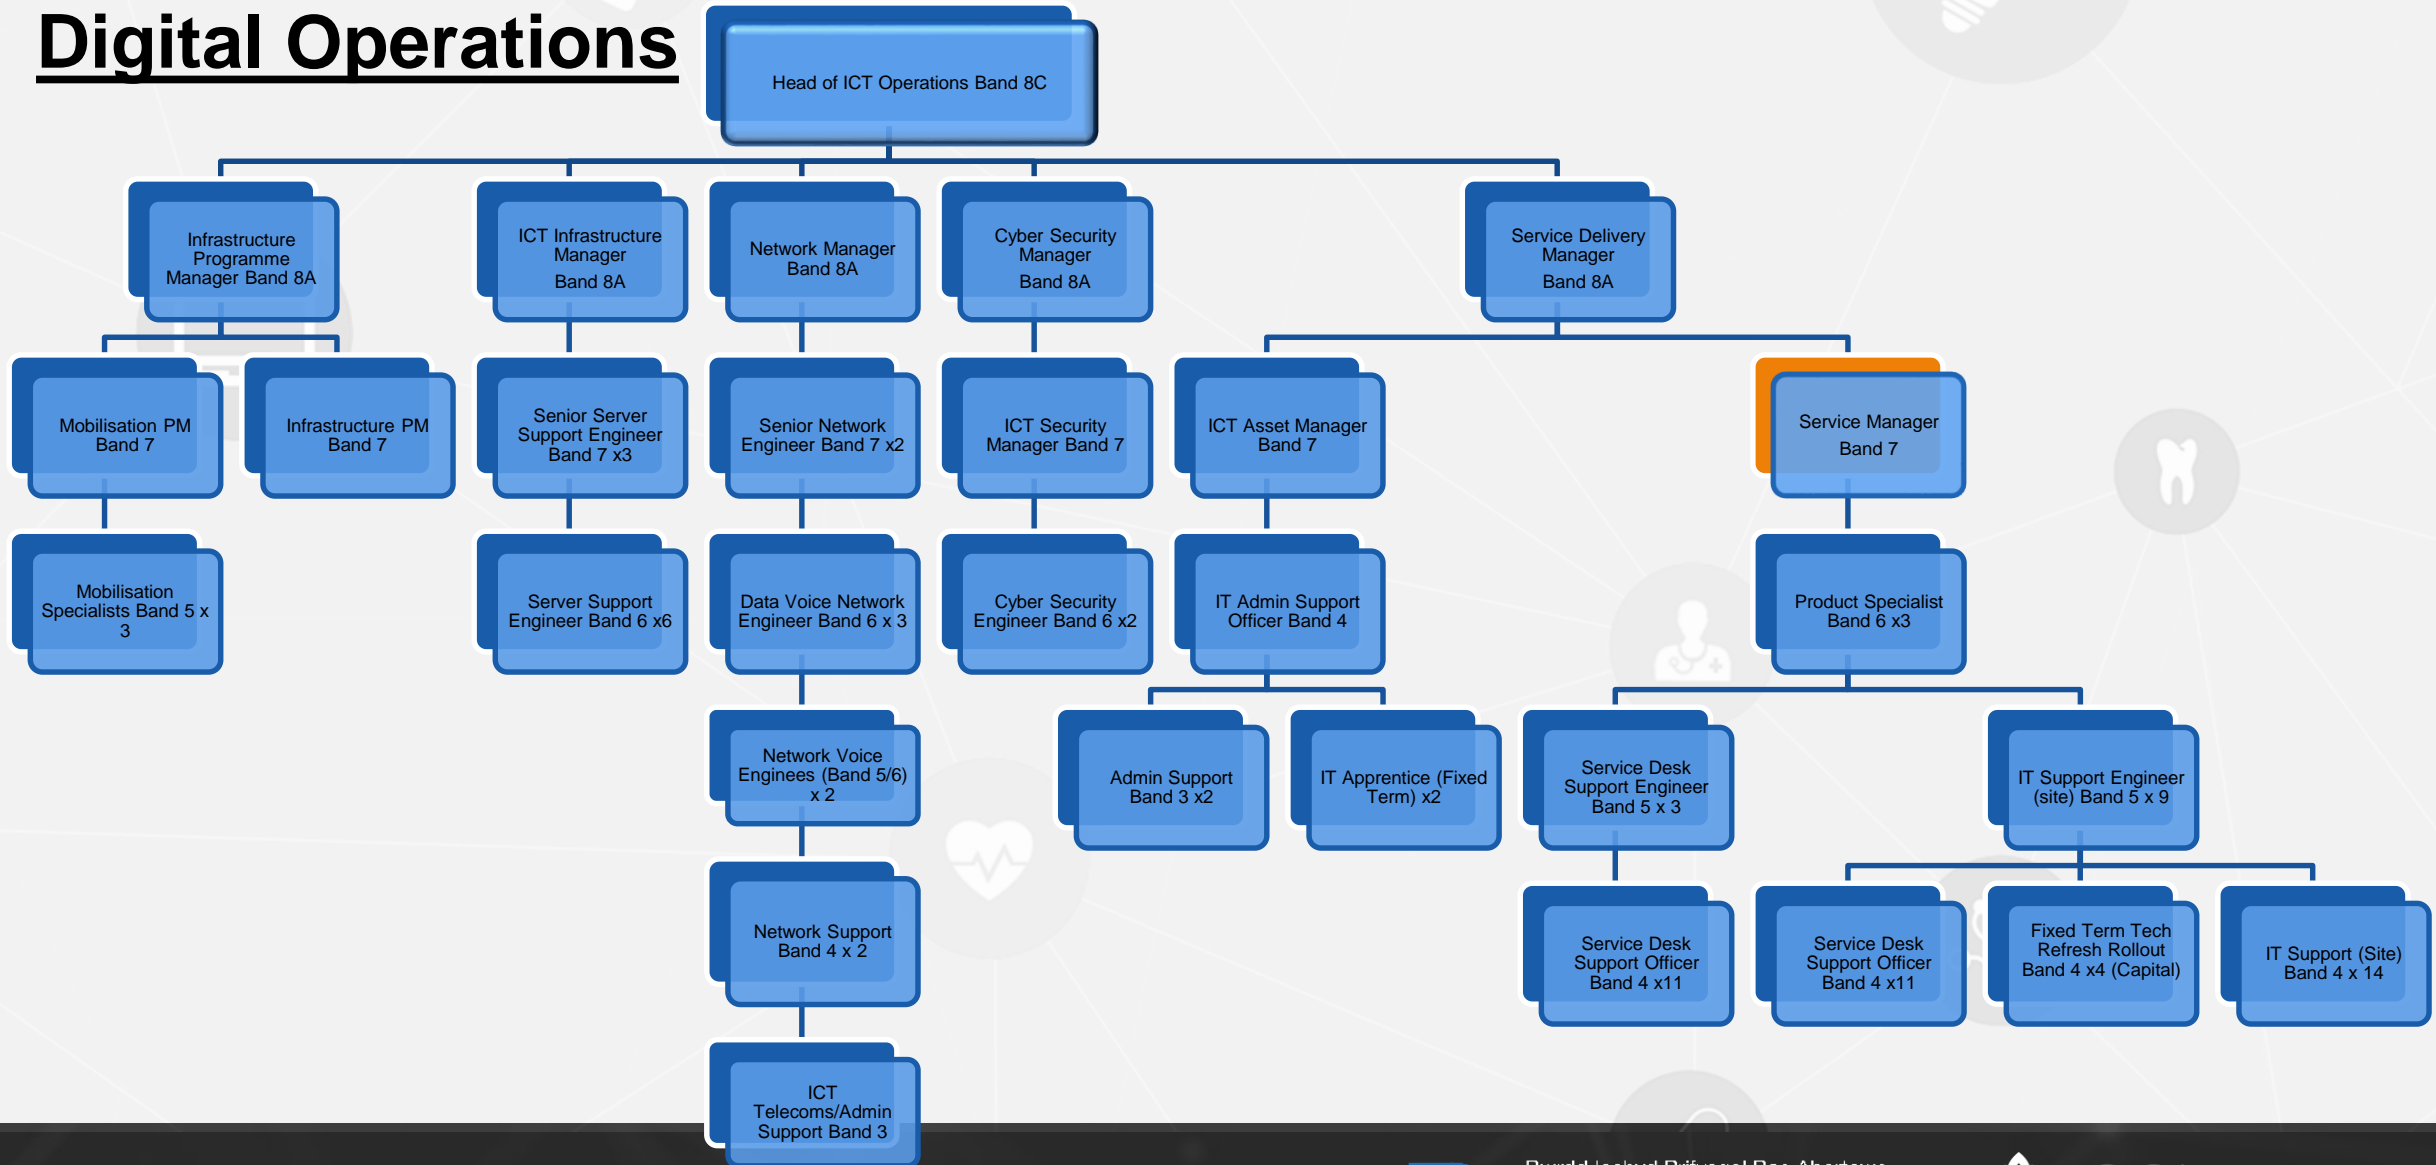 Digital Operations
Head of ICT Operations Band 8C
Infrastructure
Programme
Manager Band 8A
ICT Infrastructure
Manager
Band 8A
Network Manager
Band 8A
Cyber Security
Manager
Band 8A
Service Delivery
Manager
Band 8A
Mobilisation PM
Band 7
Infrastructure PM
Band 7
Senior Server
Support Engineer
Band 7 x3
Senior Network
Engineer Band 7 x2
ICT Security
Manager Band 7
ICT Asset Manager
Band 7
Service Manager
Band 7
Mobilisation
Specialists Band 5 x
3
Server Support
Engineer Band 6 x6
Data Voice Network
Engineer Band 6 x 3
Cyber Security
Engineer Band 6 x2
IT Admin Support
Officer Band 4
Product Specialist
Band 6 x3
Network Voice
Enginees (Band 5/6)
x 2
Admin Support
Band 3 x2
IT Apprentice (Fixed
Term) x2
Service Desk
Support Engineer
Band 5 x 3
IT Support Engineer
(site) Band 5 x 9
Network Support
Band 4 x 2
Service Desk
Support Officer
Band 4 x11
Service Desk
Support Officer
Band 4 x11
Fixed Term Tech
Refresh Rollout
Band 4 x4 (Capital)
IT Support (Site)
Band 4 x 14
ICT
Telecoms/Admin
Support Band 3